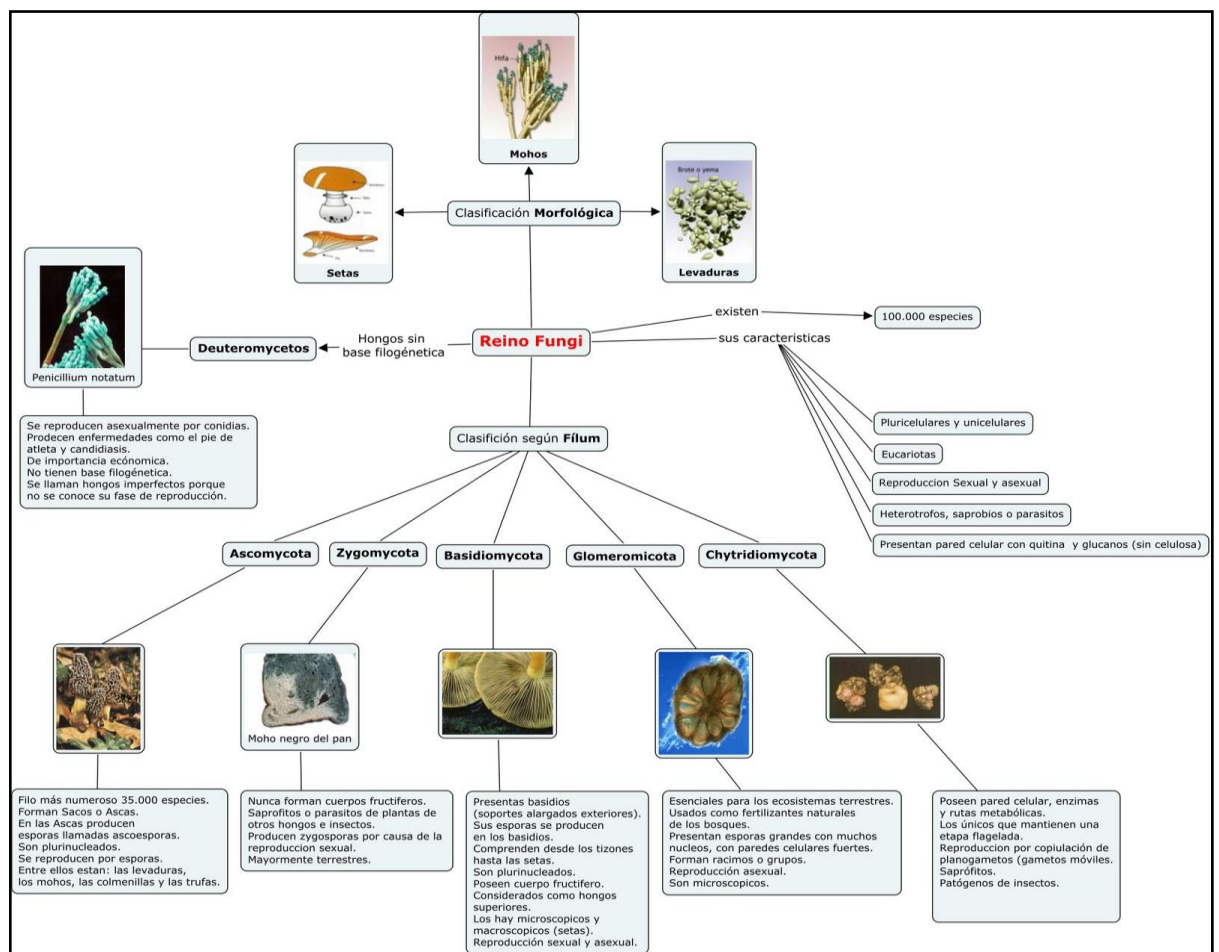 Hifa
Mohos
Setas
Clasificación Morfológica
Brote o yema
Levaduras
Penicillium notatum
Deuteromycetos
Hongos sin
base filogénetica
Reino Fungi
existen
100.000 especies
sus caracteristicas
Pluricelulares y unicelulares
Eucariotas
Reproduccion Sexual y asexual
Heterotrofos, saprobios o parasitos
Presentan pared celular con quitina y glucanos (sin celulosa)
Se reproducen asexualmente por conidias.
Prodecen enfermedades como el pie de
atleta y candidiasis.
De importancia ecónomica.
No tienen base filogénetica.
Se llaman hongos imperfectos porque
no se conoce su fase de reproducción.
Clasifición según Fílum
Ascomycota
Zygomycota
Basidiomycota
Glomeromicota
Chytridiomycota
Moho negro del pan
Filo más numeroso 35.000 especies.
Forman Sacos o Ascas.
En las Ascas producen
esporas llamadas ascoesporas.
Son plurinucleados.
Se reproducen por esporas.
Entre ellos estan: las levaduras,
los mohos, las colmenillas y las trufas.
Nunca forman cuerpos fructiferos.
Saprofitos o parasitos de plantas de
otros hongos e insectos.
Producen zygosporas por causa de la
reproduccion sexual.
Mayormente terrestres.
Presentas basidios
(soportes alargados exteriores).
Sus esporas se producen
en los basidios.
Comprenden desde los tizones
hasta las setas.
Son plurinucleados.
Poseen cuerpo fructifero.
Considerados como hongos
superiores.
Los hay microscopicos y
macroscopicos (setas).
Reproducción sexual y asexual.
Esenciales para los ecosistemas terrestres.
Usados como fertilizantes naturales
de los bosques.
Presentan esporas grandes con muchos
nucleos, con paredes celulares fuertes.
Forman racimos o grupos.
Reproducción asexual.
Son microscopicos.
Poseen pared celular, enzimas
y rutas metabólicas.
Los únicos que mantienen una
etapa flagelada.
Reproduccion por copiulación de
planogametos (gametos móviles.
Saprófitos.
Patógenos de insectos.